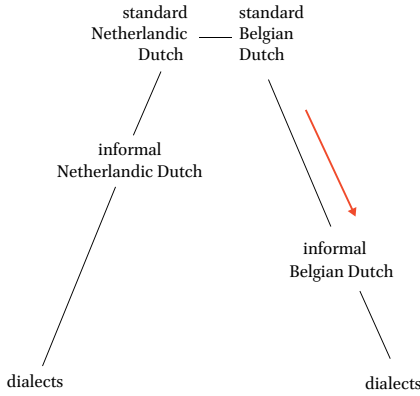 standard
Netherlandic
Dutch
standard
Belgian
Dutch
informal
Netherlandic Dutch
informal
Belgian Dutch
dialects
dialects